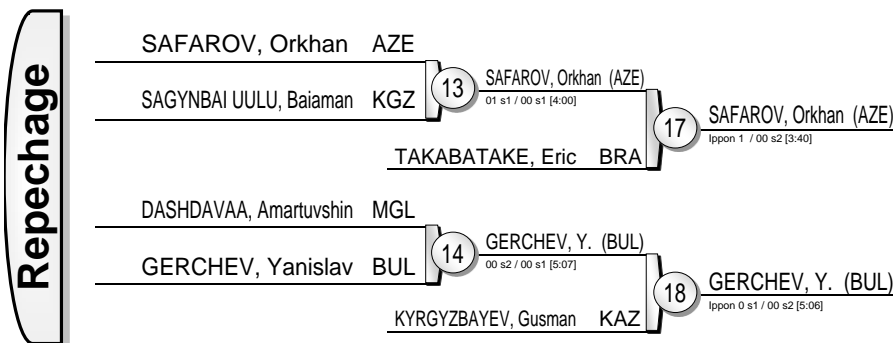 Repechage
SAFAROV, Orkhan AZE
SAGYNBAI UULU, Baiaman KGZ
13
SAFAROV, Orkhan (AZE)
01 s1 / 00 s1 [4:00]
TAKABATAKE, Eric BRA
17
SAFAROV, Orkhan (AZE)
Ippon 1 / 00 s2 [3:40]
DASHDAVAA, Amartuvshin MGL
GERCHEV, Yanislav BUL
14
GERCHEV, Y. (BUL)
00 s2 / 00 s1 [5:07]
KYRGYZBAYEV, Gusman KAZ
18
GERCHEV, Y. (BUL)
Ippon 0 s1 / 00 s2 [5:06]